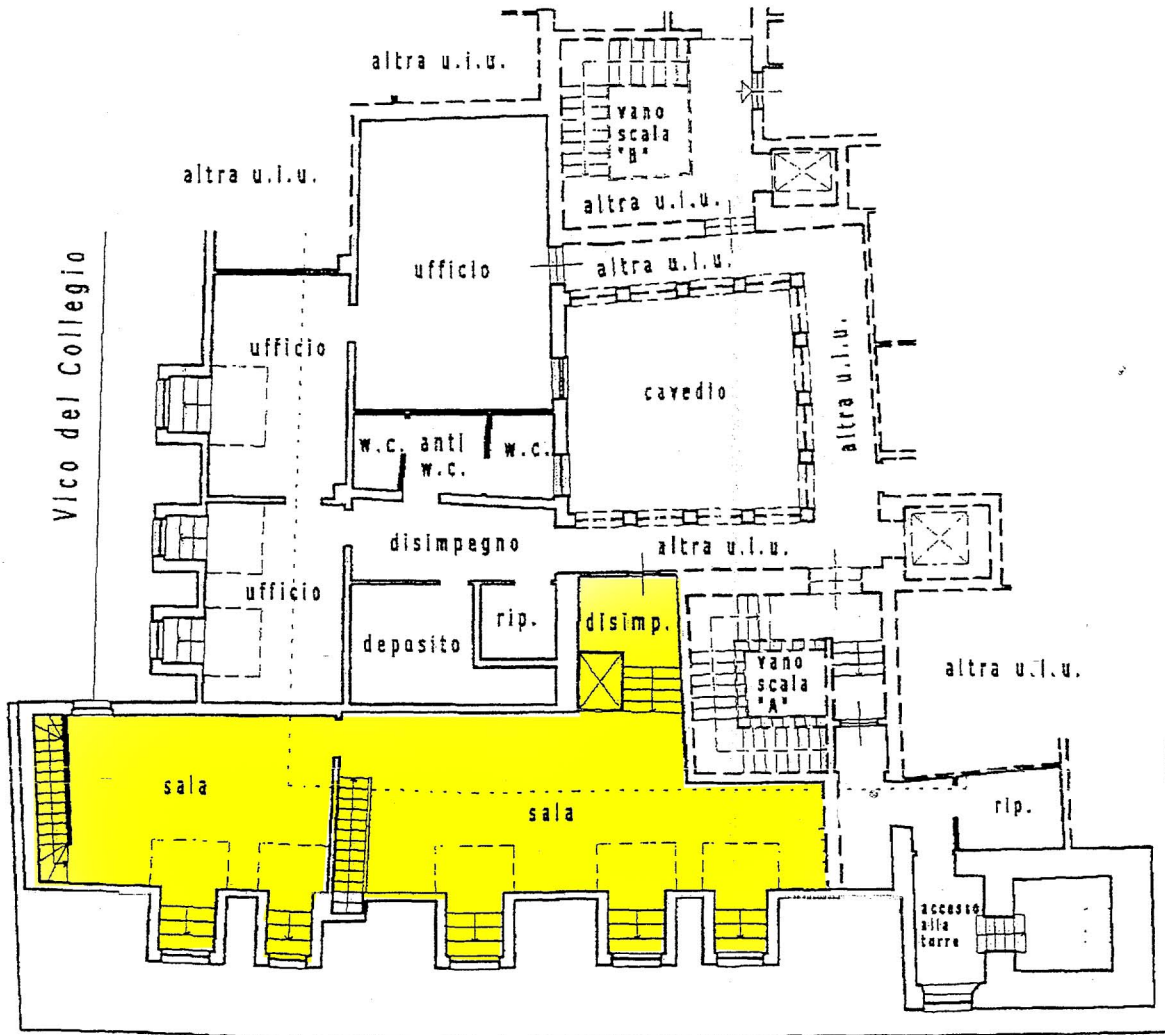 altra u.i.u.
vano
scala
"B"
altra u.i.u.
altra u.i.u.
ufficio
altra u.i.u.
Vico del Collegio
ufficio
cavedio
altra u.i.u.
w.c.
anti
w.c.
w.c.
disimpegno
altra u.i.u.
ufficio
rip.
disimp.
deposito
vano
scala
"A"
altra u.i.u.
sala
sala
rip.
accesso
alla
torre